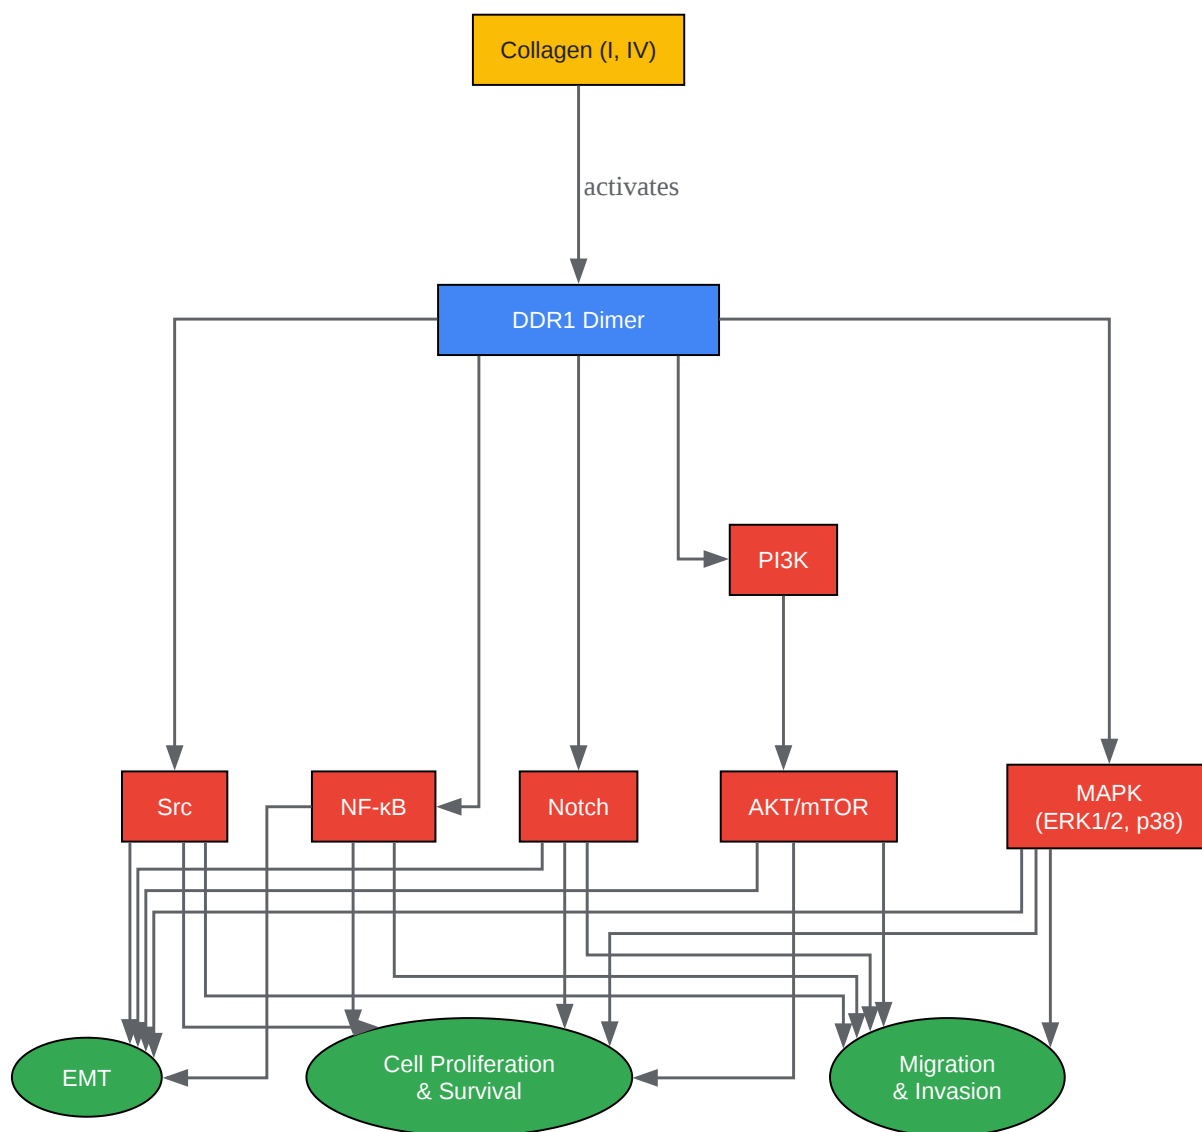 Collagen (I, IV)
activates
DDR1 Dimer
PI3K
Src
NF-κB
Notch
AKT/mTOR
MAPK
(ERK1/2, p38)
EMT
Cell Proliferation
& Survival
Migration
& Invasion